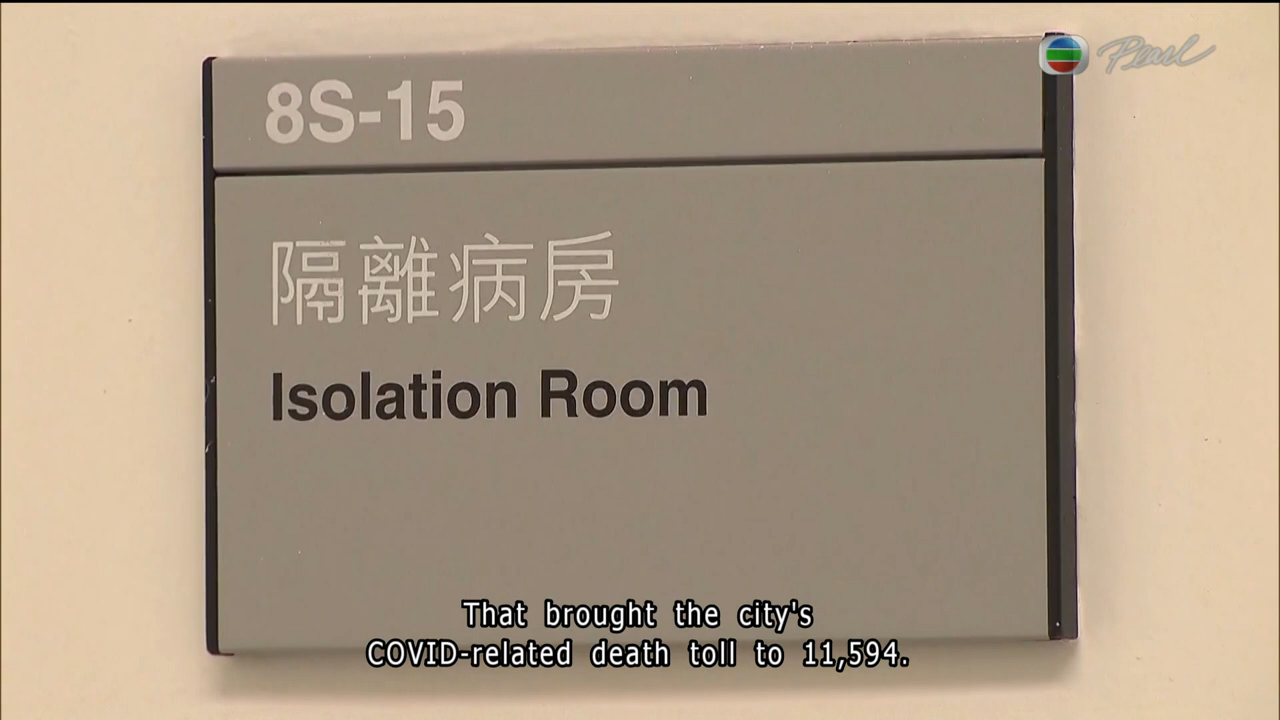 Pearl
8S-15
隔離病房
Isolation Room
That brought the city's
COVID-related death toll to 11,594.